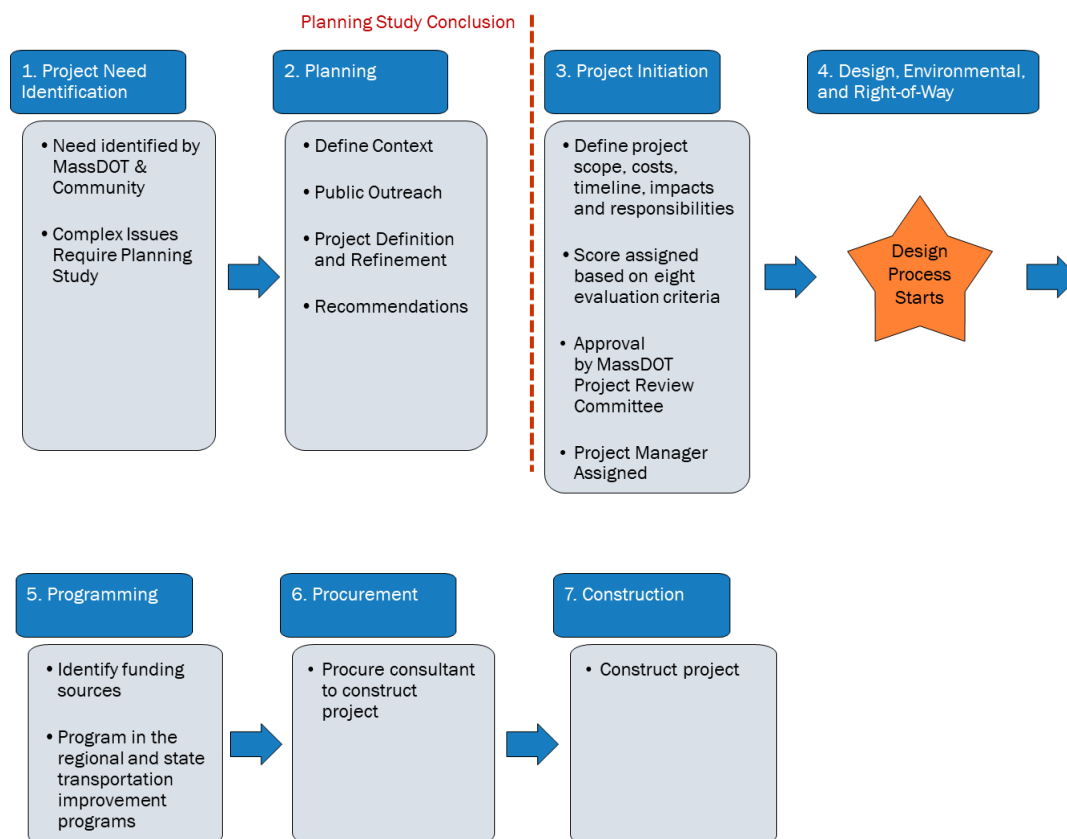 Planning Study Conclusion
1. Project Need
Identification
• Need identified by
MassDOT &
Community
• Complex Issues
Require Planning
Study
2. Planning
• Define Context
• Public Outreach
• Project Definition
and Refinement
• Recommendations
3. Project Initiation
• Define project
scope, costs,
timeline, impacts
and responsibilities
• Score assigned
based on eight
evaluation criteria
• Approval
by MassDOT
Project Review
Committee
• Project Manager
Assigned
4. Design, Environmental,
and Right-of-Way
Design
Process
Starts
5. Programming
• Identify funding
sources
• Program in the
regional and state
transportation
improvement
programs
6. Procurement
• Procure consultant
to construct
project
7. Construction
• Construct project